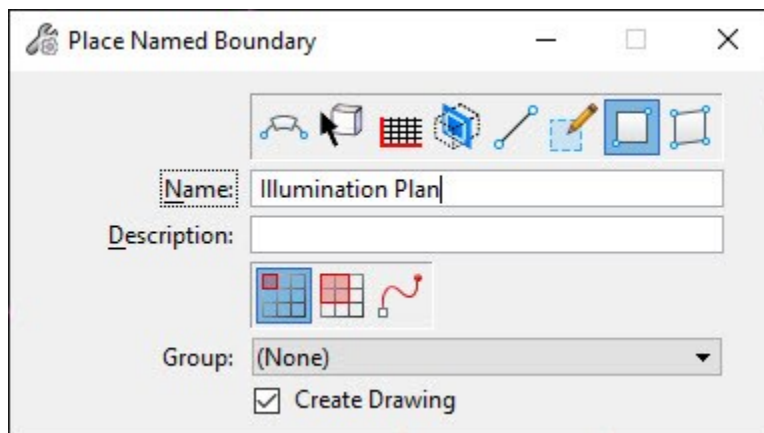 Place Named Boundary
Name: Illumination Plan
Description:
Group: (None)
Create Drawing